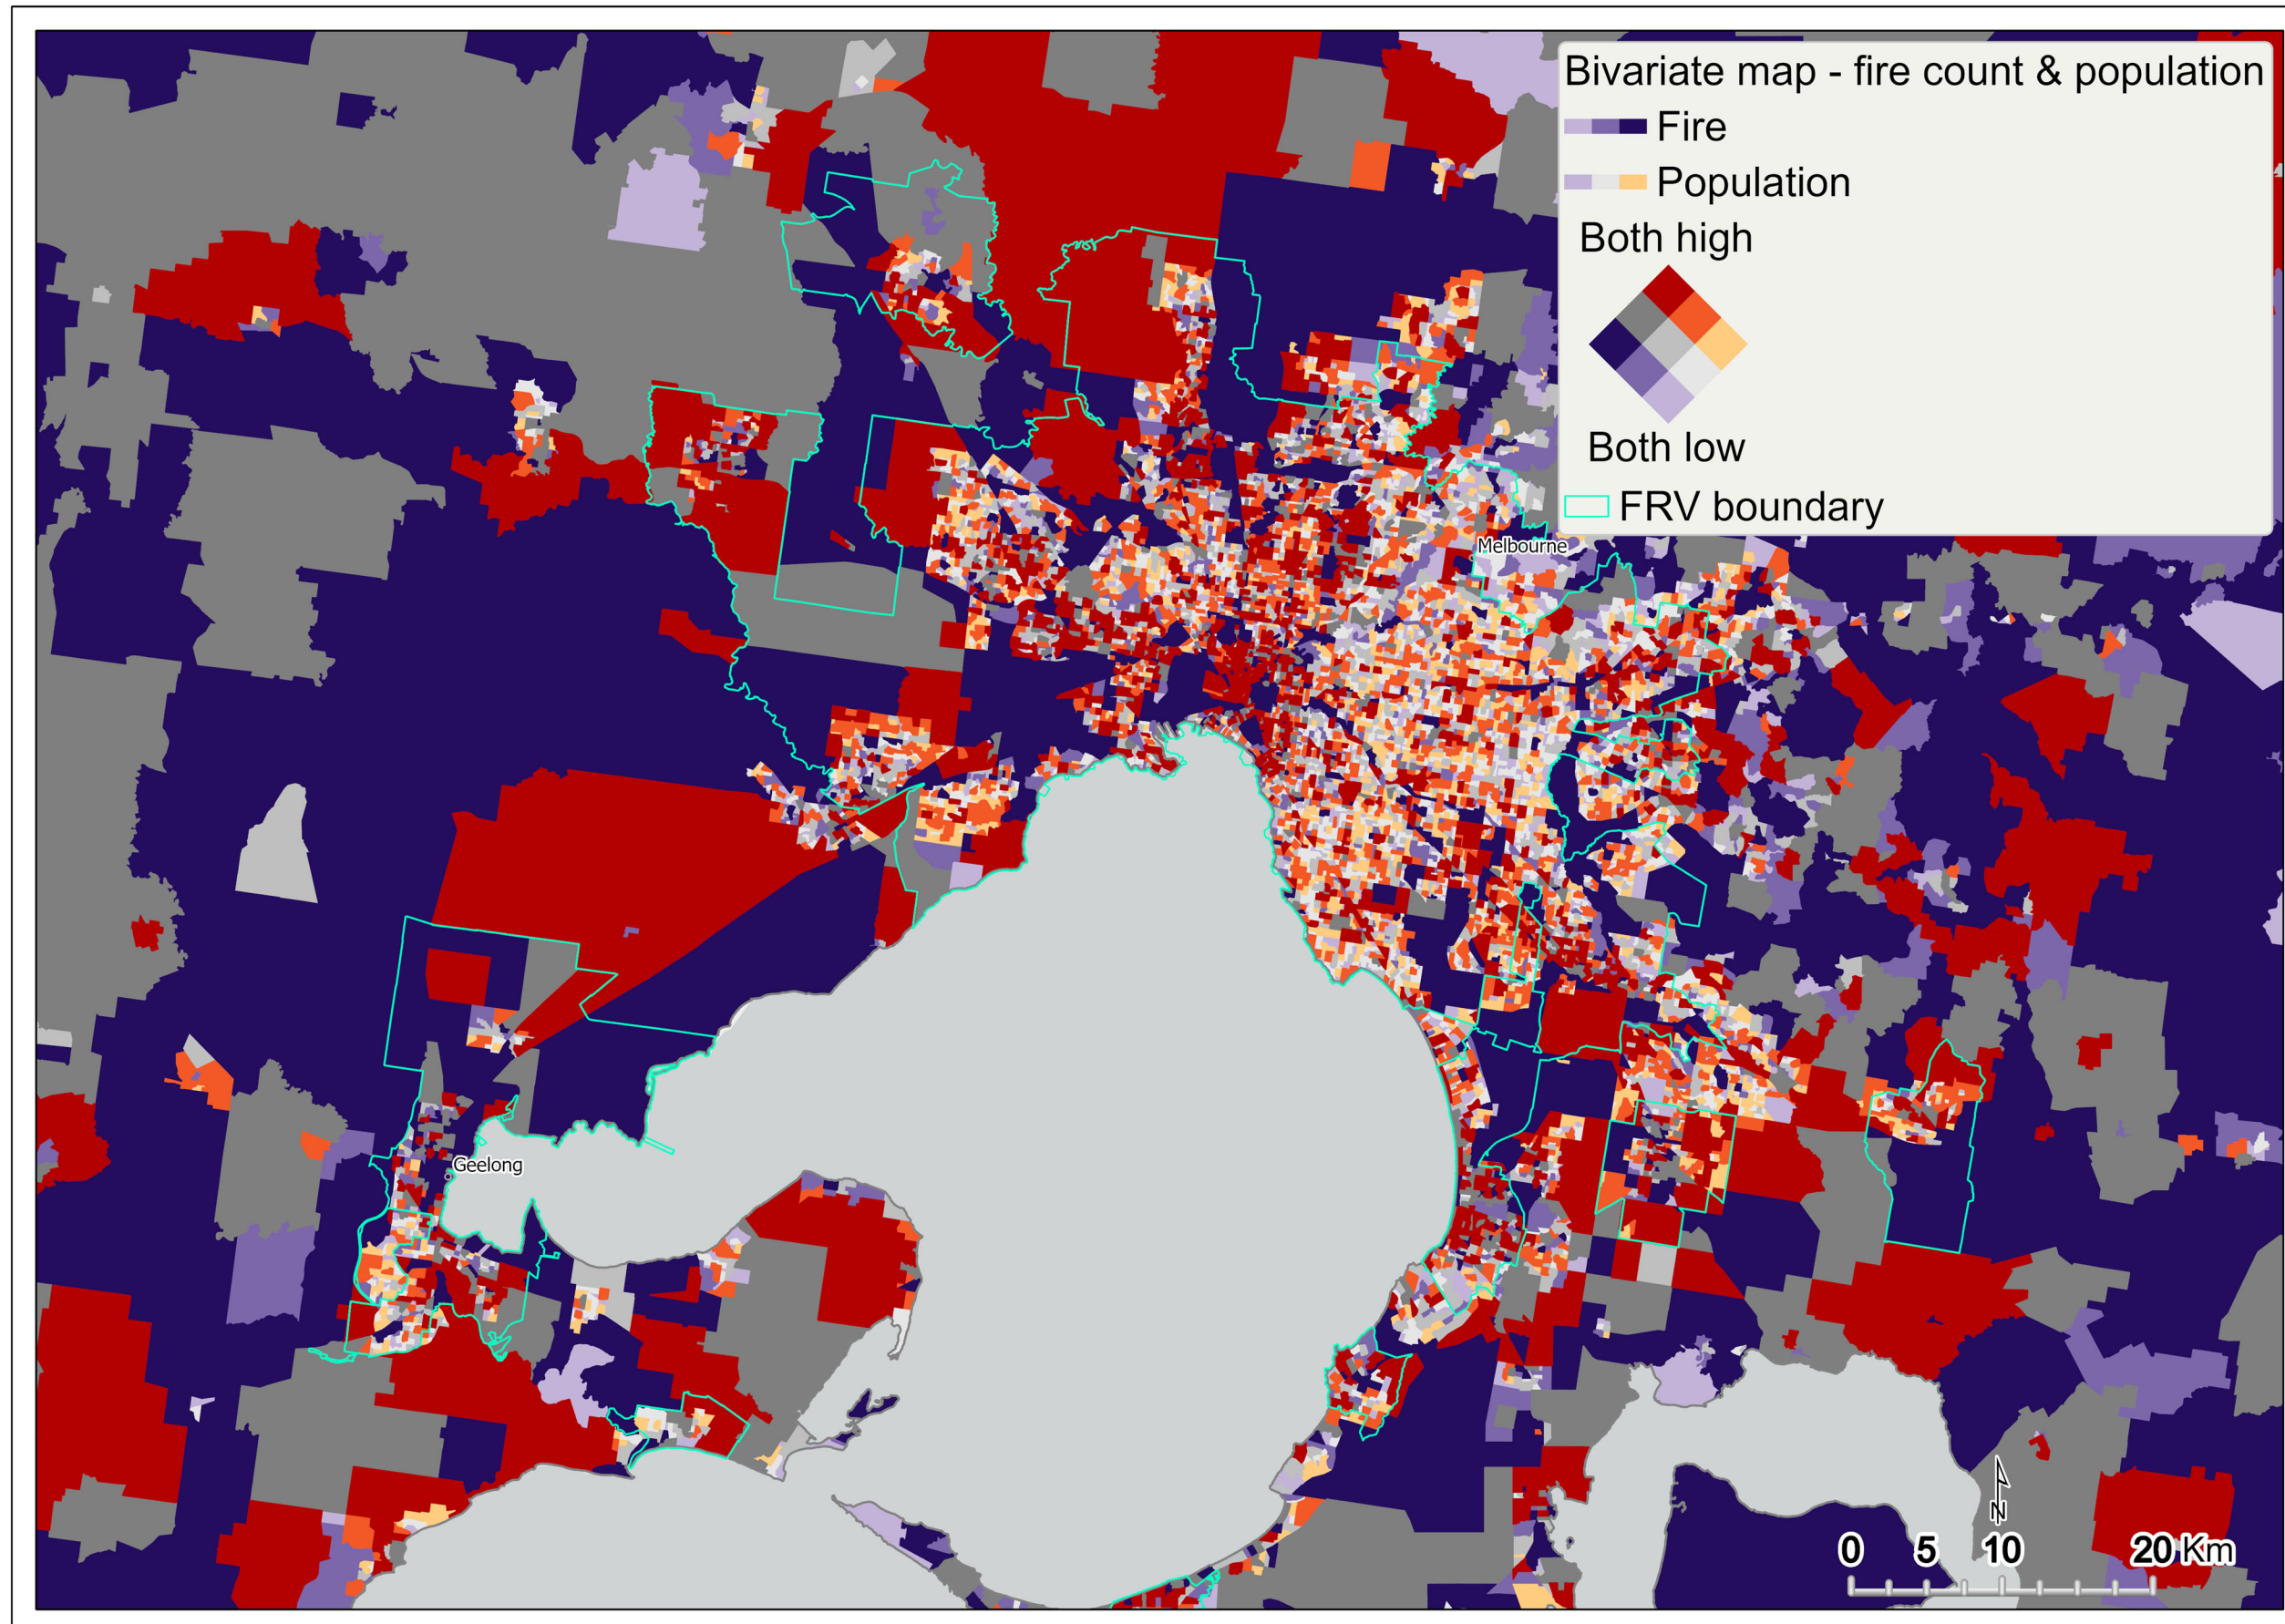 Bivariate map - fire count & population
Fire
Population
Both high
Both low
FRV boundary
Melbourne
Geelong
N
0 5 10 20 Km